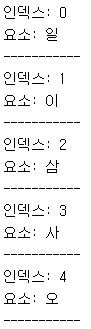 인덱스: 0
요소: 일
-----------
인덱스: 1
요소: 이
-----------
인덱스: 2
요소: 삼
-----------
인덱스: 3
요소: 사
-----------
인덱스: 4
요소: 오
-----------